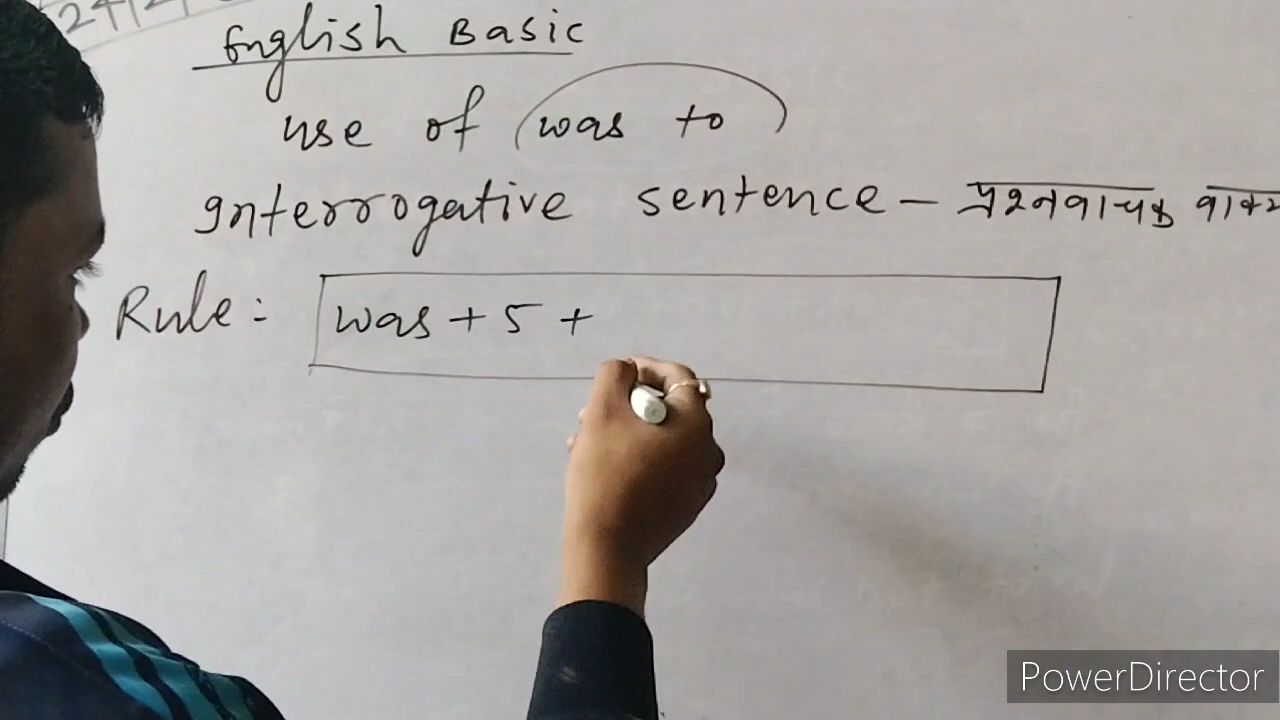 English Basic
use of was to
Interrogative sentence – प्रश्नवाचक वाक्य
Rule: was + S +
PowerDirector